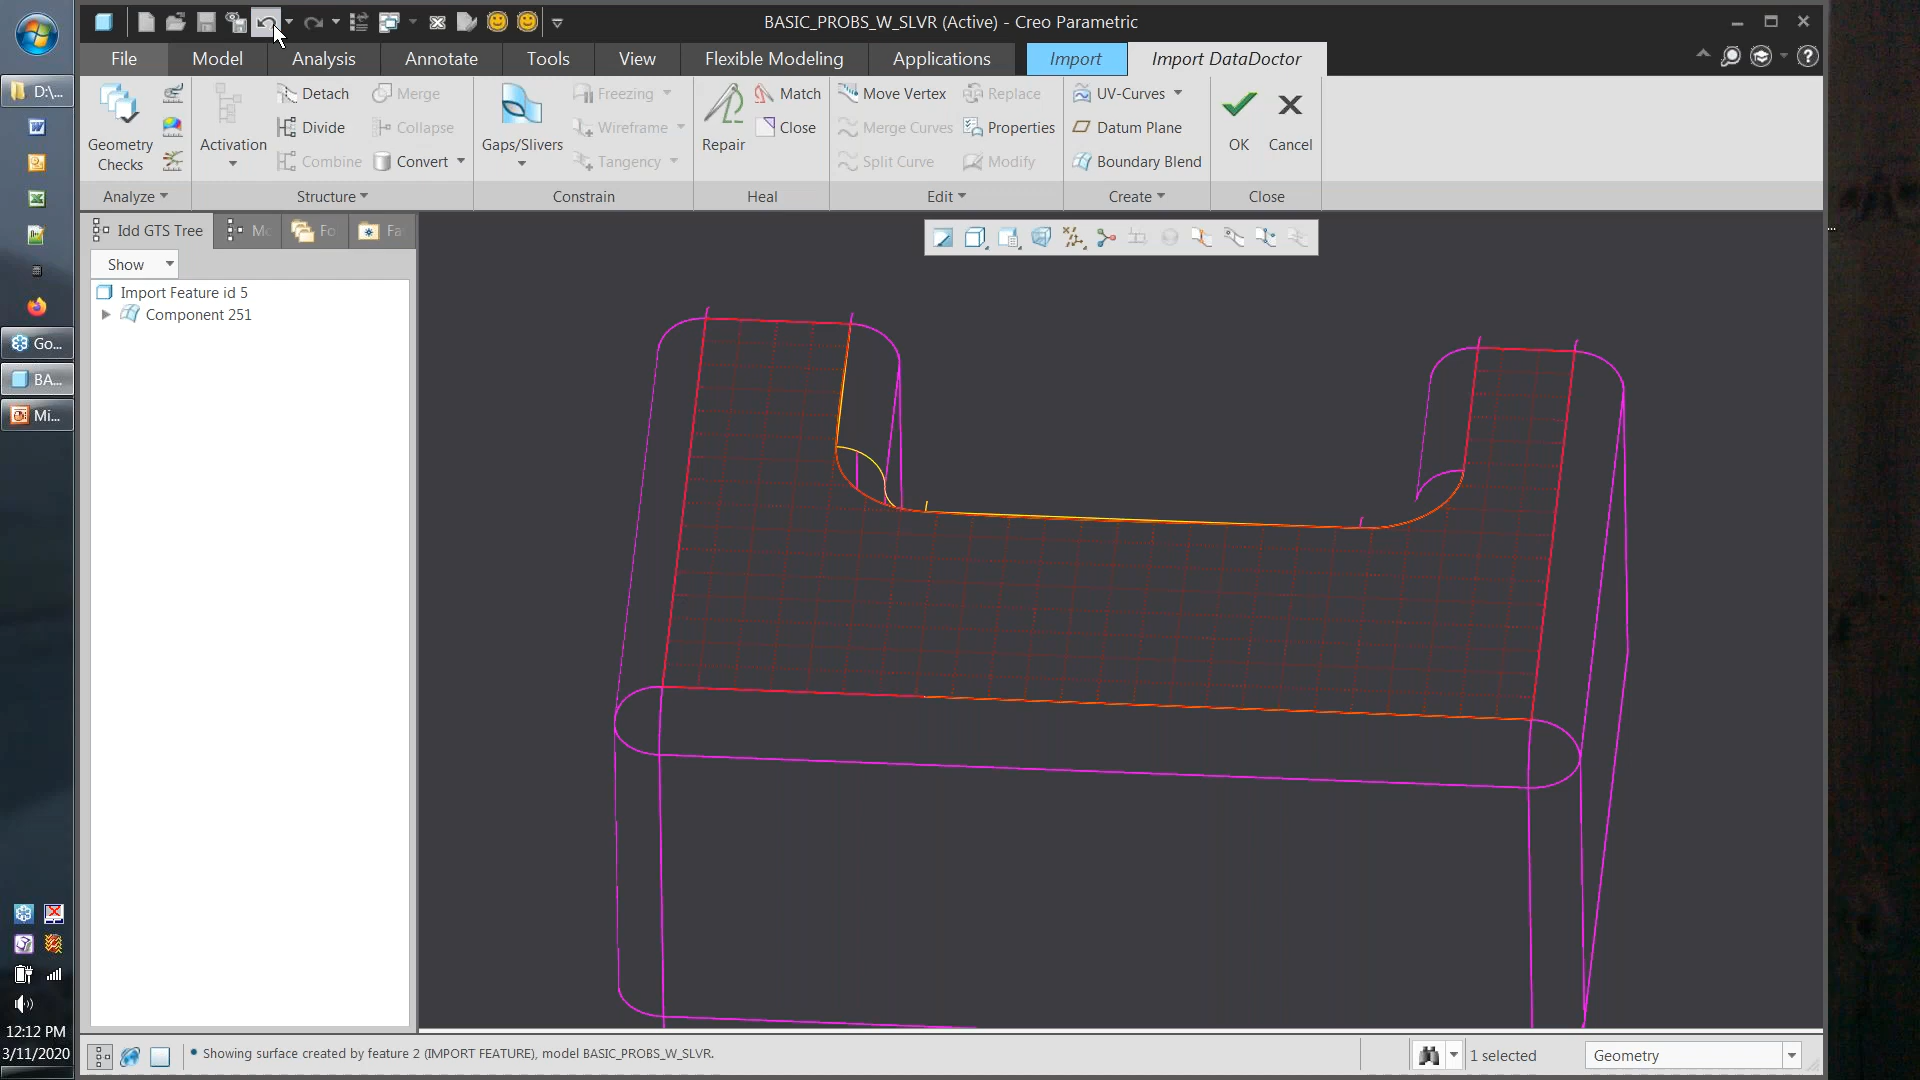 BASIC_PROBS_W_SLVR (Active) - Creo Parametric
File Model Analysis Annotate Tools View Flexible Modeling Applications Import Import DataDoctor
D:\...
Geometry Checks
Activation
Detach
Divide
Combine
Merge
Collapse
Convert
Gaps/Slivers
Freezing
Wireframe
Tangency
Repair
Match
Close
Move Vertex
Merge Curves
Split Curve
Replace
Properties
Modify
UV-Curves
Datum Plane
Boundary Blend
OK
Cancel
Analyze Structure Constrain Heal Edit Create Close
Idd GTS Tree
Show
Import Feature id 5
Component 251
Go...
BA...
Mi...
12:12 PM
3/11/2020
Showing surface created by feature 2 (IMPORT FEATURE), model BASIC_PROBS_W_SLVR.
1 selected
Geometry